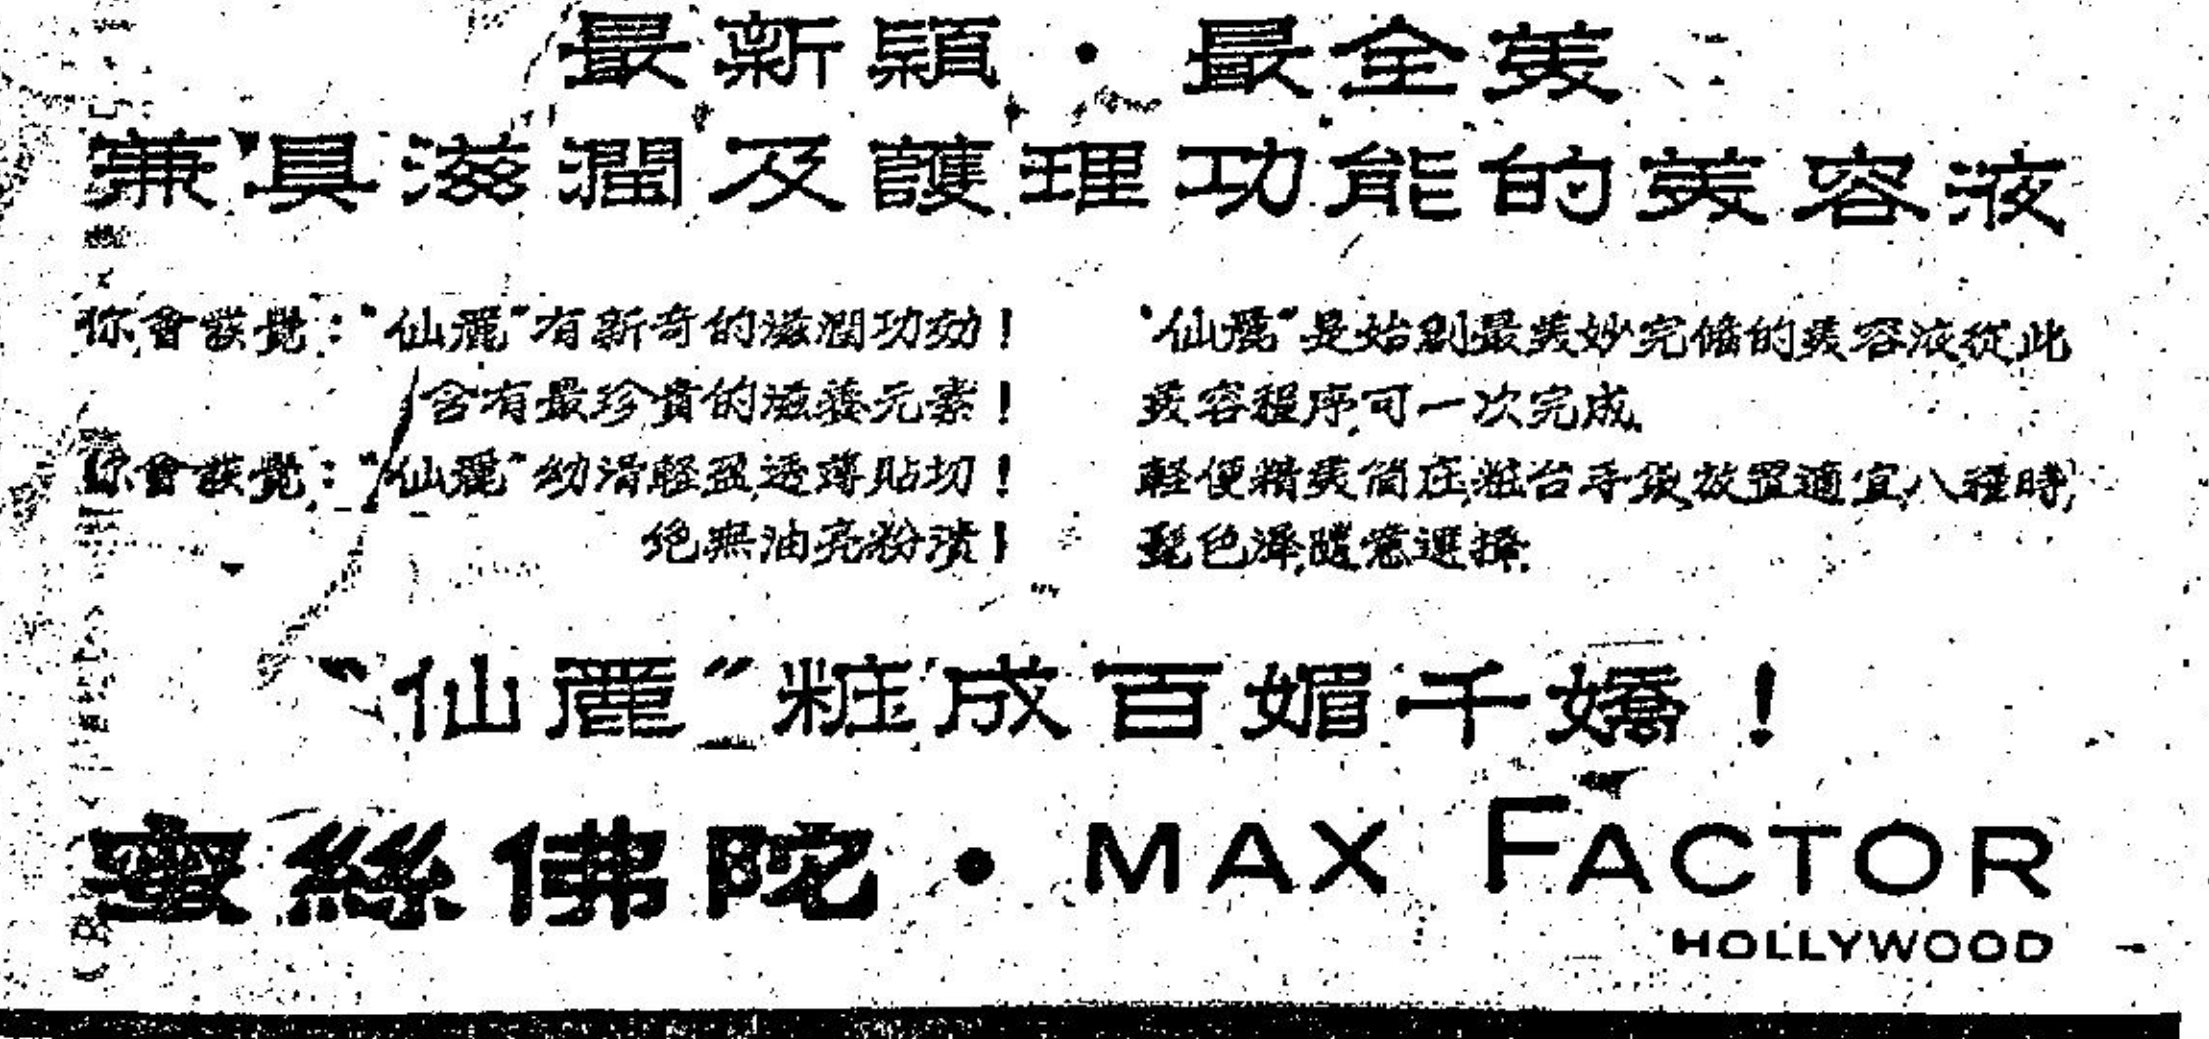 最新穎・最全美
兼具滋潤及護理功能的美容液
你會發覺：“仙麗”有新奇的滋潤功効！
含有最珍貴的滋養元素！
你會發覺：“仙麗”幼滑輕盈透薄貼切！
絕無油亮粉漬！
“仙麗”是始創最美妙完備的美容液從此
美容程序可一次完成.
輕便精美简在粧台手袋放置適宜八種時,
髦色澤,隨意選擇.
“仙麗”粧成百媚千嬌！
蜜絲佛陀・MAX FACTOR
HOLLYWOOD